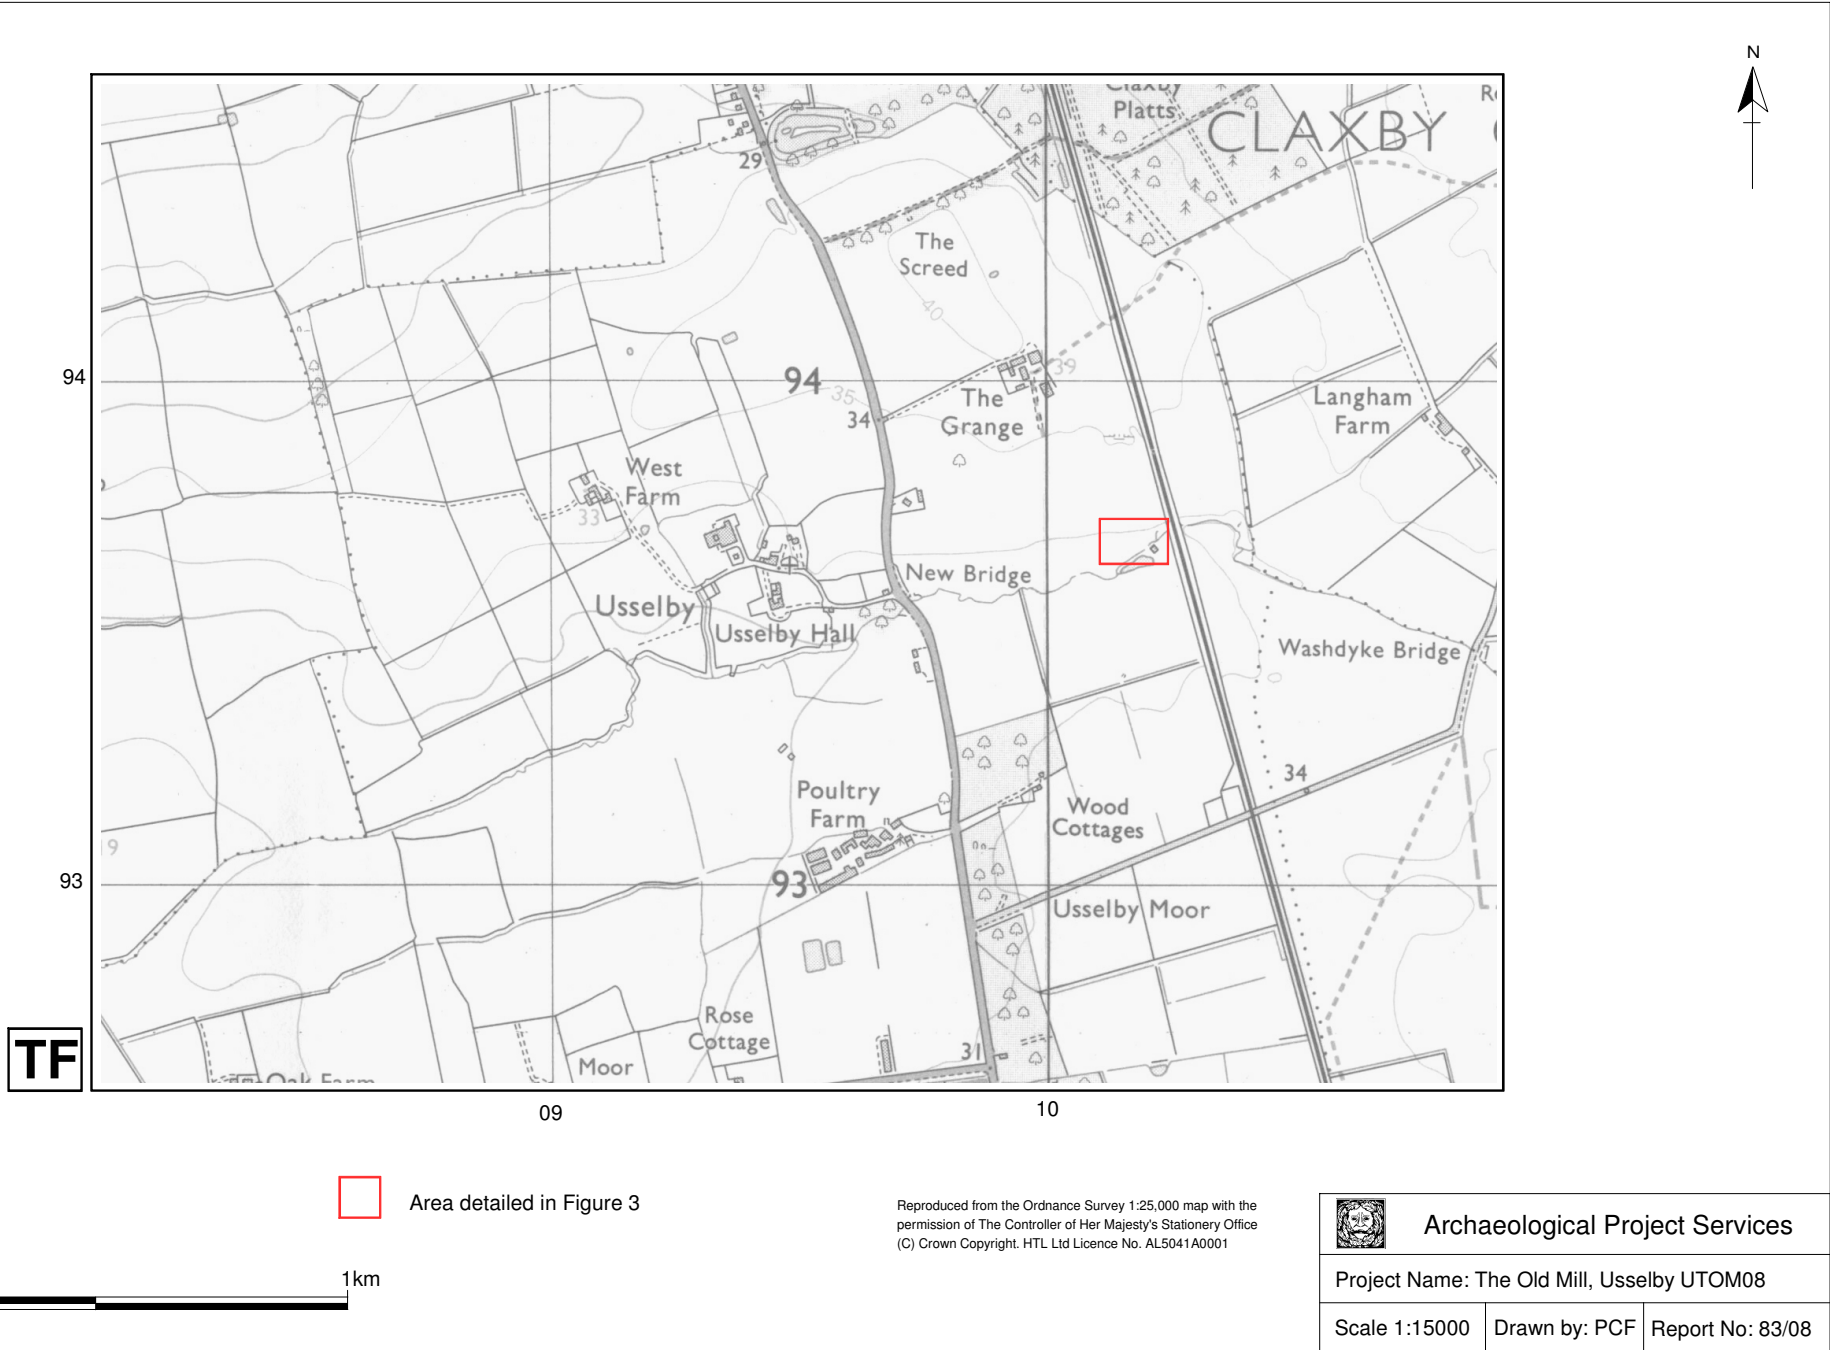 N
Claxby
Platts
CLAXBY
29
The
Screed
40
94
94
35
34
39
The
Grange
Langham
Farm
West
Farm
33
New Bridge
Usselby
Usselby Hall
Washdyke Bridge
34
Poultry
Farm
Wood
Cottages
9
93
93
Usselby Moor
Rose
Cottage
31
Moor
Oak Farm
TF
09
10
Area detailed in Figure 3
Reproduced from the Ordnance Survey 1:25,000 map with the
permission of The Controller of Her Majesty's Stationery Office
(C) Crown Copyright. HTL Ltd Licence No. AL5041A0001
1km
Archaeological Project Services
Project Name: The Old Mill, Usselby UTOM08
Scale 1:15000
Drawn by: PCF
Report No: 83/08